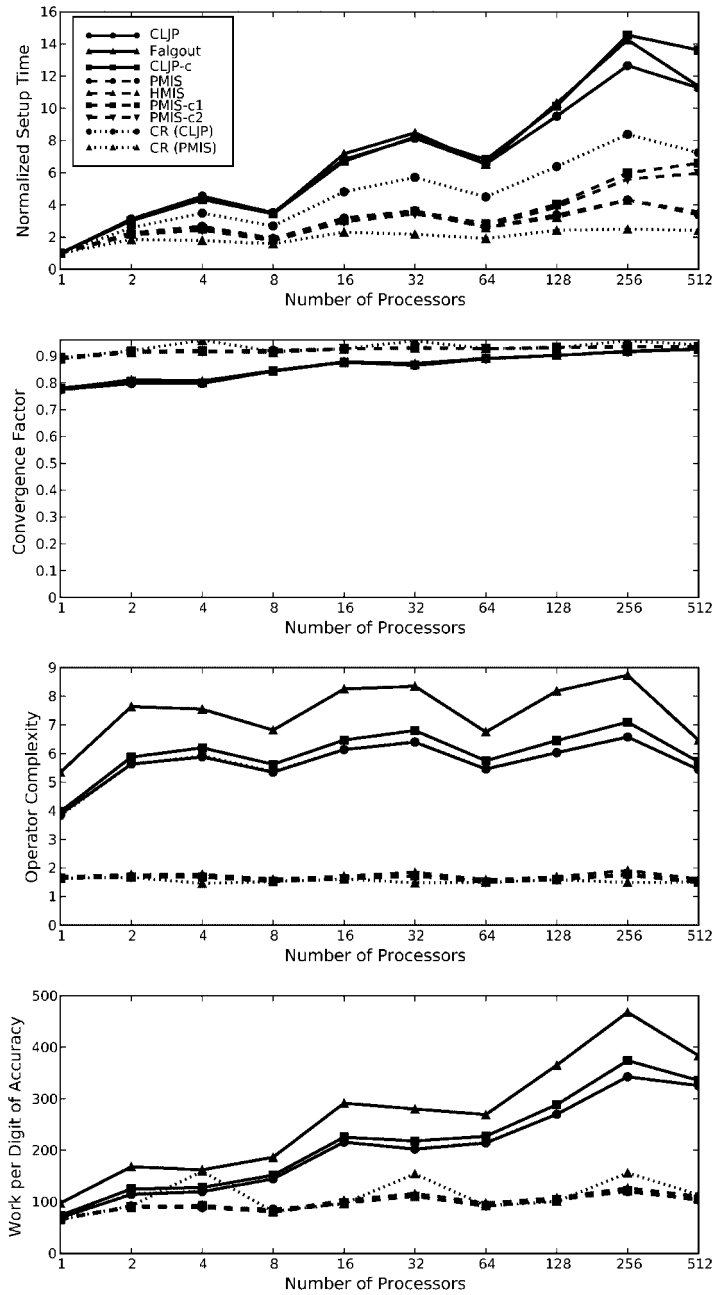 16
14
12
10
8
6
4
2
0
Normalized Setup Time
CLJP
Falgout
CLJP-c
PMIS
HMIS
PMIS-c1
PMIS-c2
CR (CLJP)
CR (PMIS)
1 2 4 8 16 32 64 128 256 512
Number of Processors
0.9
0.8
0.7
0.6
0.5
0.4
0.3
0.2
0.1
0
Convergence Factor
1 2 4 8 16 32 64 128 256 512
Number of Processors
9
8
7
6
5
4
3
2
1
0
Operator Complexity
1 2 4 8 16 32 64 128 256 512
Number of Processors
500
400
300
200
100
0
Work per Digit of Accuracy
1 2 4 8 16 32 64 128 256 512
Number of Processors